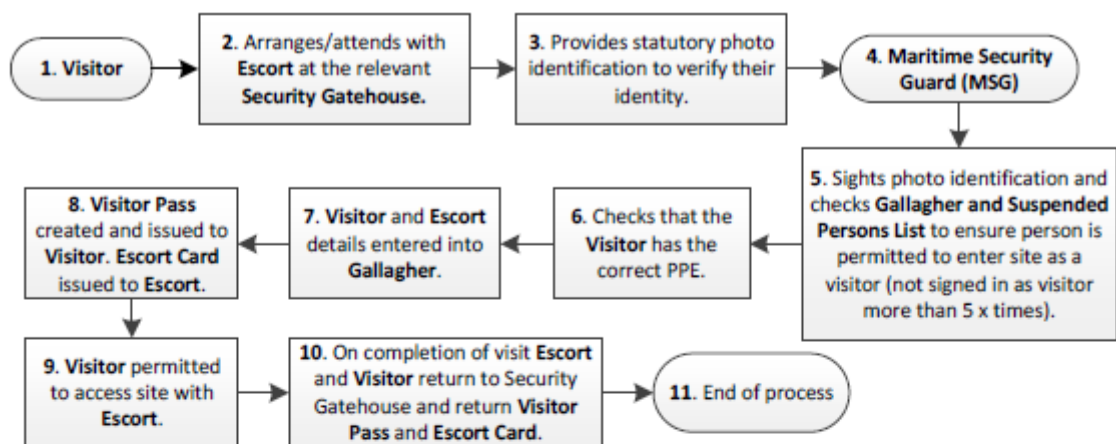 1. Visitor
2. Arranges/attends with
Escort at the relevant
Security Gatehouse.
3. Provides statutory photo
identification to verify their
identity.
4. Maritime Security
Guard (MSG)
5. Sights photo identification and
checks Gallagher and Suspended
Persons List to ensure person is
permitted to enter site as a
visitor (not signed in as visitor
more than 5 x times).
6. Checks that the
Visitor has the
correct PPE.
7. Visitor and Escort
details entered into
Gallagher.
8. Visitor Pass
created and issued to
Visitor. Escort Card
issued to Escort.
9. Visitor permitted
to access site with
Escort.
10. On completion of visit Escort
and Visitor return to Security
Gatehouse and return Visitor
Pass and Escort Card.
11. End of process